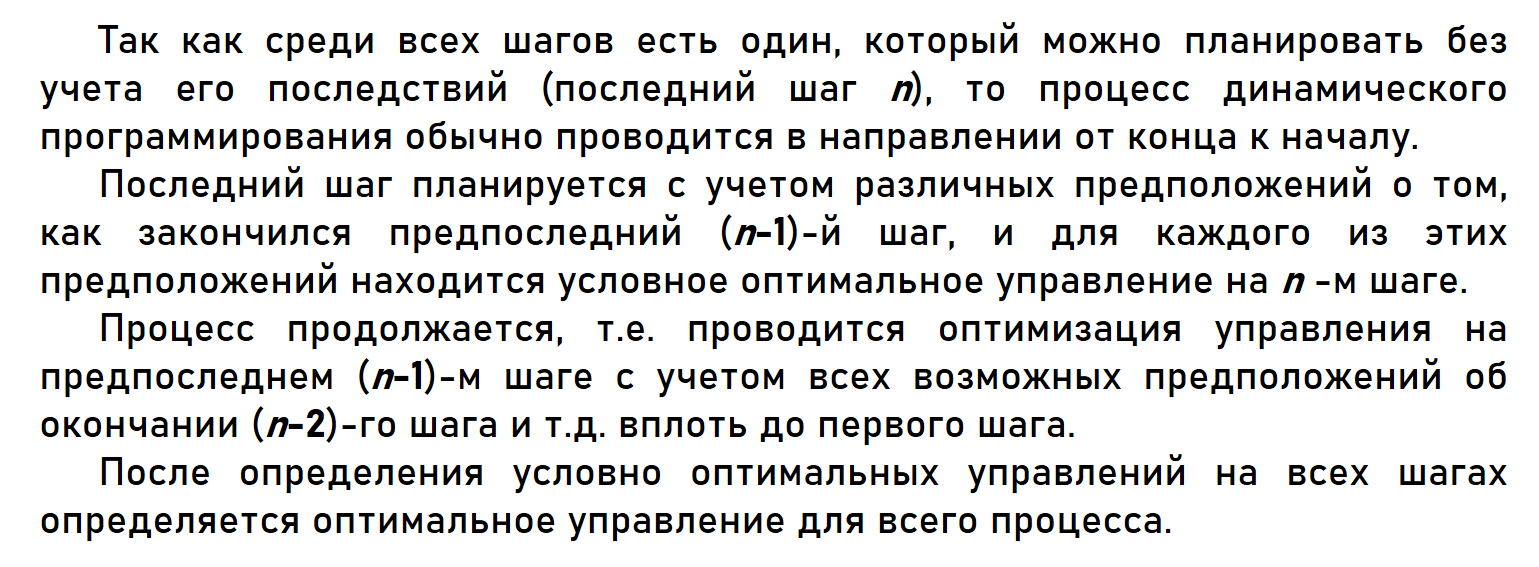 Так как среди всех шагов есть один, который можно планировать без
учета его последствий (последний шаг n), то процесс динамического
программирования обычно проводится в направлении от конца к началу.
Последний шаг планируется с учетом различных предположений о том,
как закончился предпоследний (n-1)-й шаг, и для каждого из этих
предположений находится условное оптимальное управление на n -м шаге.
Процесс продолжается, т.е. проводится оптимизация управления на
предпоследнем (n-1)-м шаге с учетом всех возможных предположений об
окончании (n-2)-го шага и т.д. вплоть до первого шага.
После определения условно оптимальных управлений на всех шагах
определяется оптимальное управление для всего процесса.